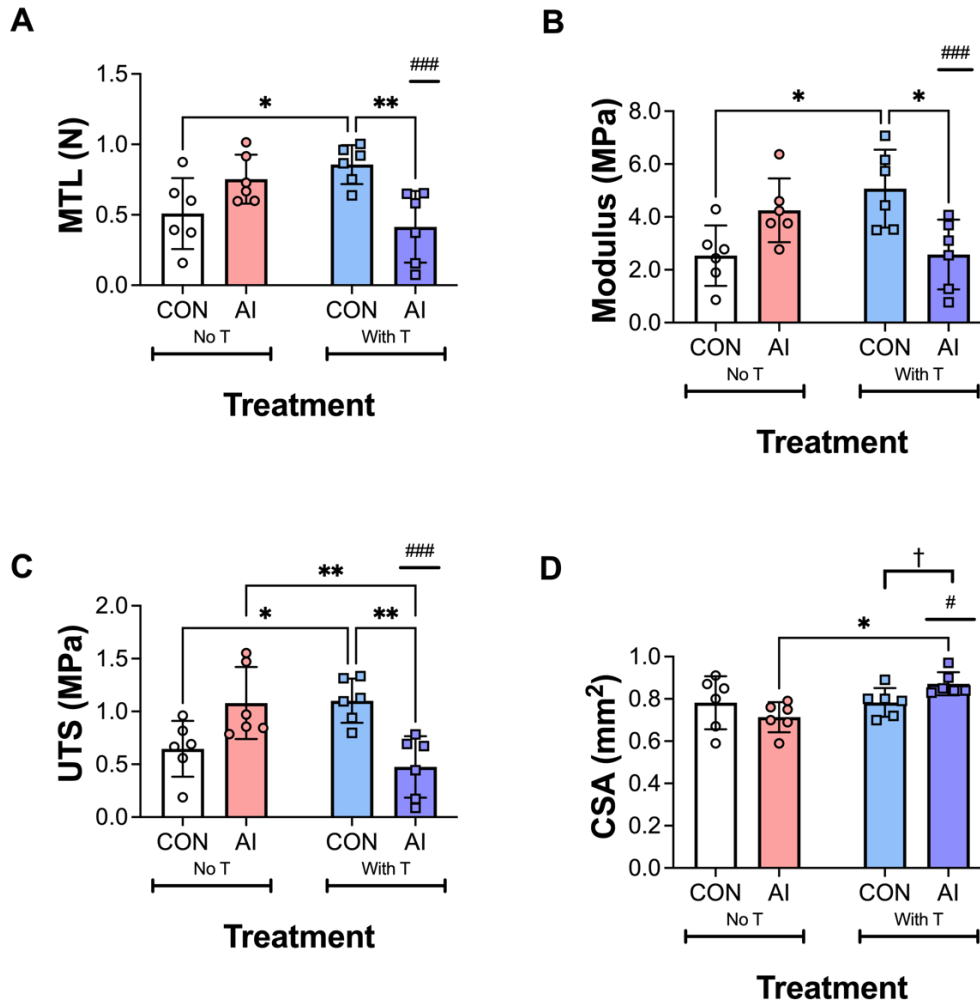 A
###
*
**
1.5
1.0
0.5
0.0
MTL (N)
CON
AI
CON
AI
No T
With T
Treatment
B
###
*
*
8.0
6.0
4.0
2.0
0.0
Modulus (MPa)
CON
AI
CON
AI
No T
With T
Treatment
C
###
**
*
**
2.0
1.5
1.0
0.5
0.0
UTS (MPa)
CON
AI
CON
AI
No T
With T
Treatment
D
†
#
*
1.0
0.8
0.6
0.4
0.2
0.0
CSA (mm²)
CON
AI
CON
AI
No T
With T
Treatment